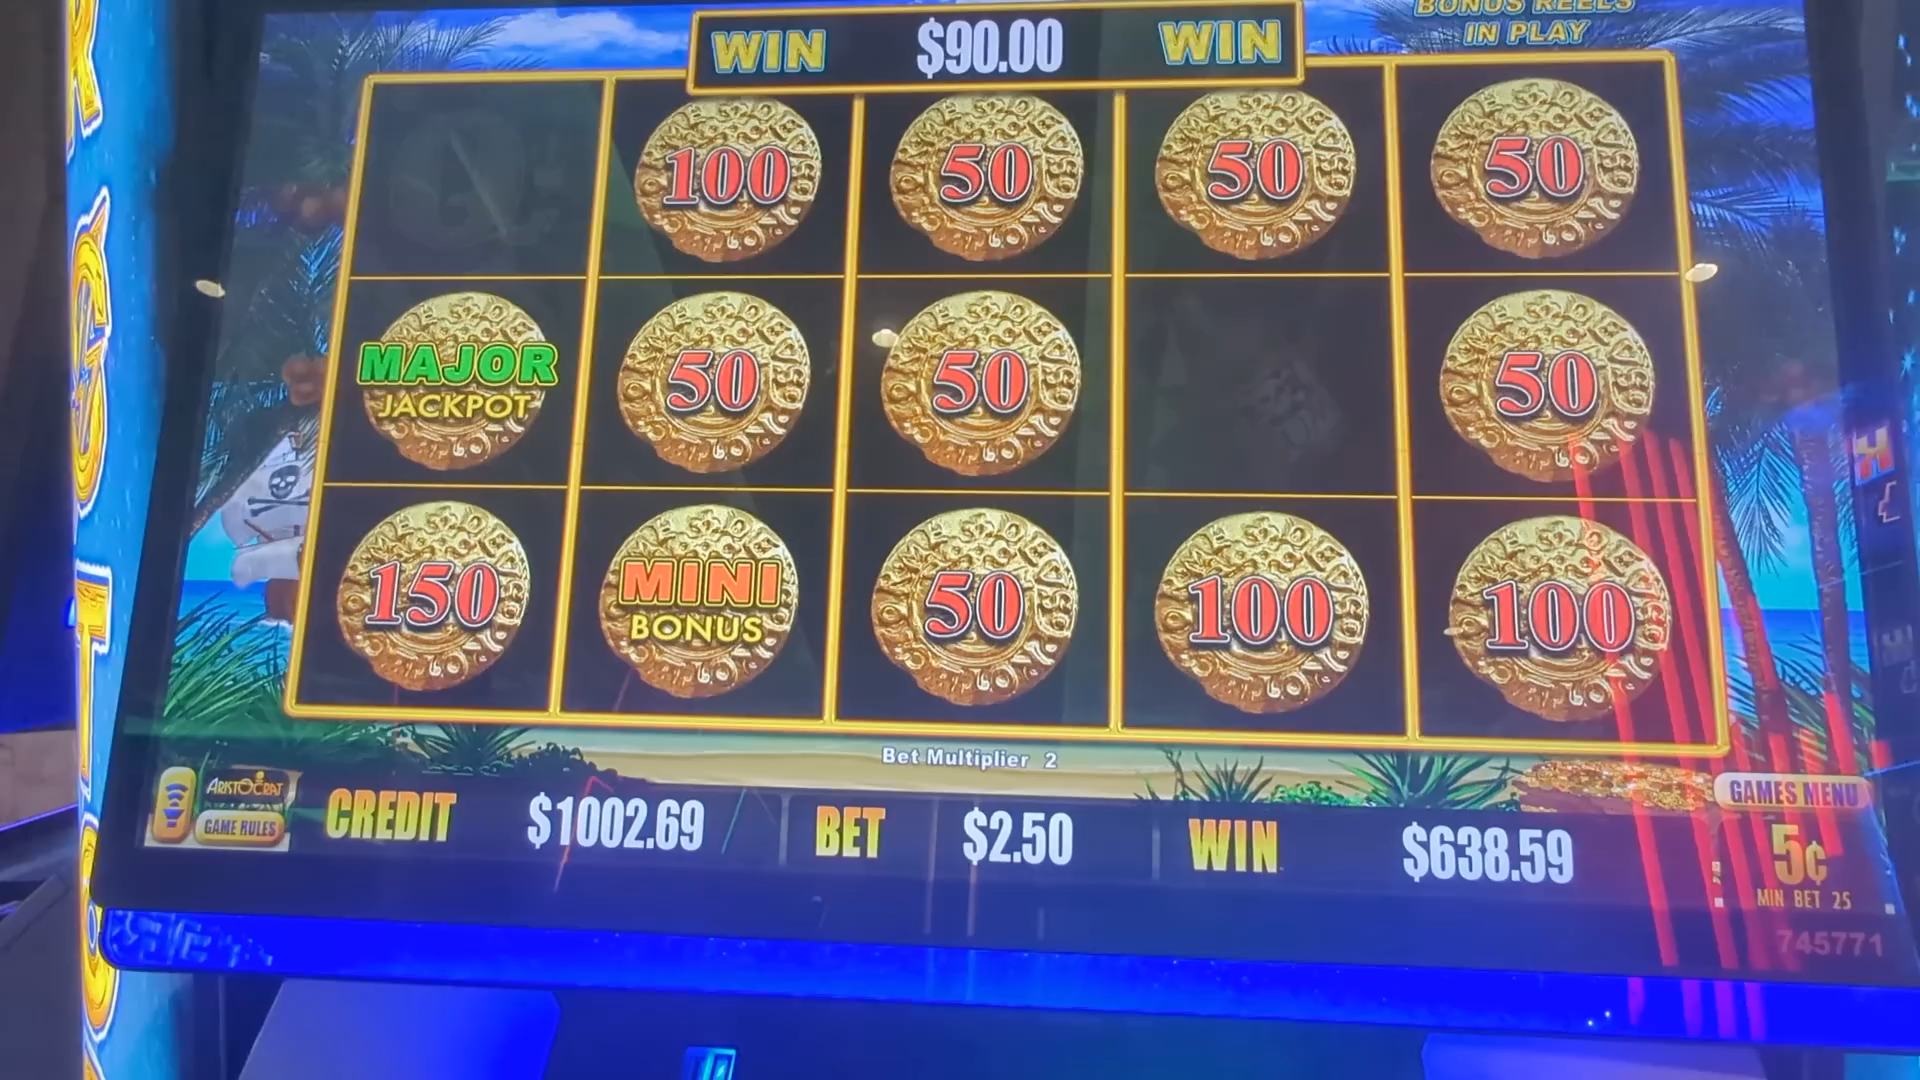 BONUS REELS
WIN $90.00 WIN
IN PLAY
100 50 50 50
MAJOR
JACKPOT
50 50 50
150
MINI
BONUS
50 100 100
Bet Multiplier 2
ARISTOCRAT
GAME RULES
CREDIT $1002.69 BET $2.50 WIN $638.59
GAMES MENU
5¢
MIN BET 25
745771